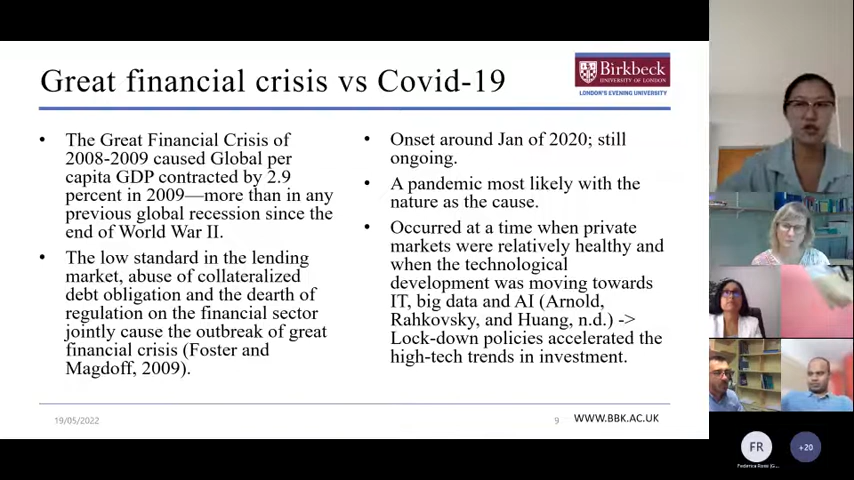 Great financial crisis vs Covid-19
Birkbeck
UNIVERSITY OF LONDON
LONDON'S EVENING UNIVERSITY
• The Great Financial Crisis of
2008-2009 caused Global per
capita GDP contracted by 2.9
percent in 2009—more than in any
previous global recession since the
end of World War II.
• The low standard in the lending
market, abuse of collateralized
debt obligation and the dearth of
regulation on the financial sector
jointly cause the outbreak of great
financial crisis (Foster and
Magdoff, 2009).
• Onset around Jan of 2020; still
ongoing.
• A pandemic most likely with the
nature as the cause.
• Occurred at a time when private
markets were relatively healthy and
when the technological
development was moving towards
IT, big data and AI (Arnold,
Rahkovsky, and Huang, n.d.) ->
Lock-down policies accelerated the
high-tech trends in investment.
19/05/2022
9
WWW.BBK.AC.UK
FR
+20